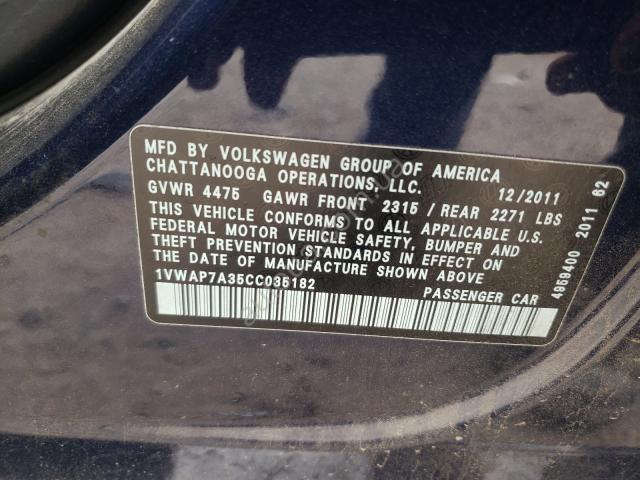 MFD BY VOLKSWAGEN GROUP OF AMERICA
CHATTANOOGA OPERATIONS, LLC. 12/2011
GVWR 4475 GAWR FRONT 2315 / REAR 2271 LBS
THIS VEHICLE CONFORMS TO ALL APPLICABLE U.S.
FEDERAL MOTOR VEHICLE SAFETY, BUMPER AND
THEFT PREVENTION STANDARDS IN EFFECT ON
THE DATE OF MANUFACTURE SHOWN ABOVE
1VWAP7A35CC035182 PASSENGER CAR
4959400 2011 62